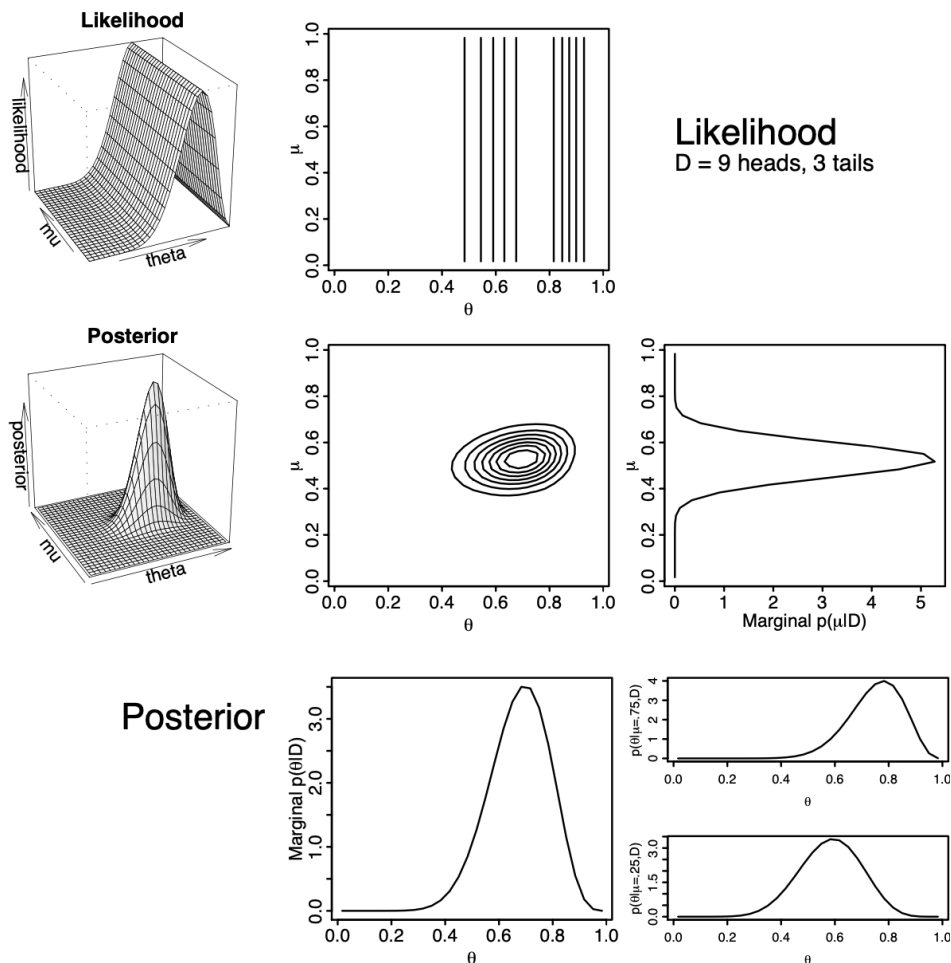 Likelihood
likelihood
mu
theta
μ
0.0 0.2 0.4 0.6 0.8 1.0
0.0 0.2 0.4 0.6 0.8 1.0
θ
Likelihood
D = 9 heads, 3 tails
Posterior
posterior
mu
theta
μ
0.0 0.2 0.4 0.6 0.8 1.0
0.0 0.2 0.4 0.6 0.8 1.0
θ
μ
0.0 0.2 0.4 0.6 0.8 1.0
0 1 2 3 4 5
Marginal p(μ|D)
Posterior
Marginal p(θ|D)
0.0 1.0 2.0 3.0
0.0 0.2 0.4 0.6 0.8 1.0
θ
p(θ|μ=.75,D)
0 1 2 3 4
0.0 0.2 0.4 0.6 0.8 1.0
θ
p(θ|μ=.25,D)
0.0 1.5 3.0
0.0 0.2 0.4 0.6 0.8 1.0
θ